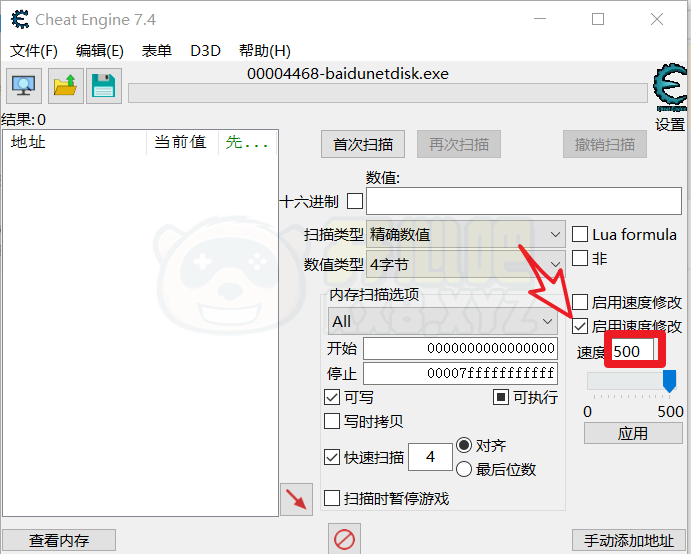 Cheat Engine 7.4
文件(F) 编辑(E) 表单 D3D 帮助(H)
00004468-baidunetdisk.exe
结果:0
设置
地址 当前值 先...
首次扫描 再次扫描 撤销扫描
数值:
十六进制
扫描类型 精确数值 Lua formula
数值类型 4字节 非
内存扫描选项 启用速度修改
All 启用速度修改
开始 0000000000000000
速度 500
停止 00007fffffffffff
可写 可执行
0 500
写时拷贝
应用
快速扫描 4 对齐
最后位数
扫描时暂停游戏
查看内存 手动添加地址